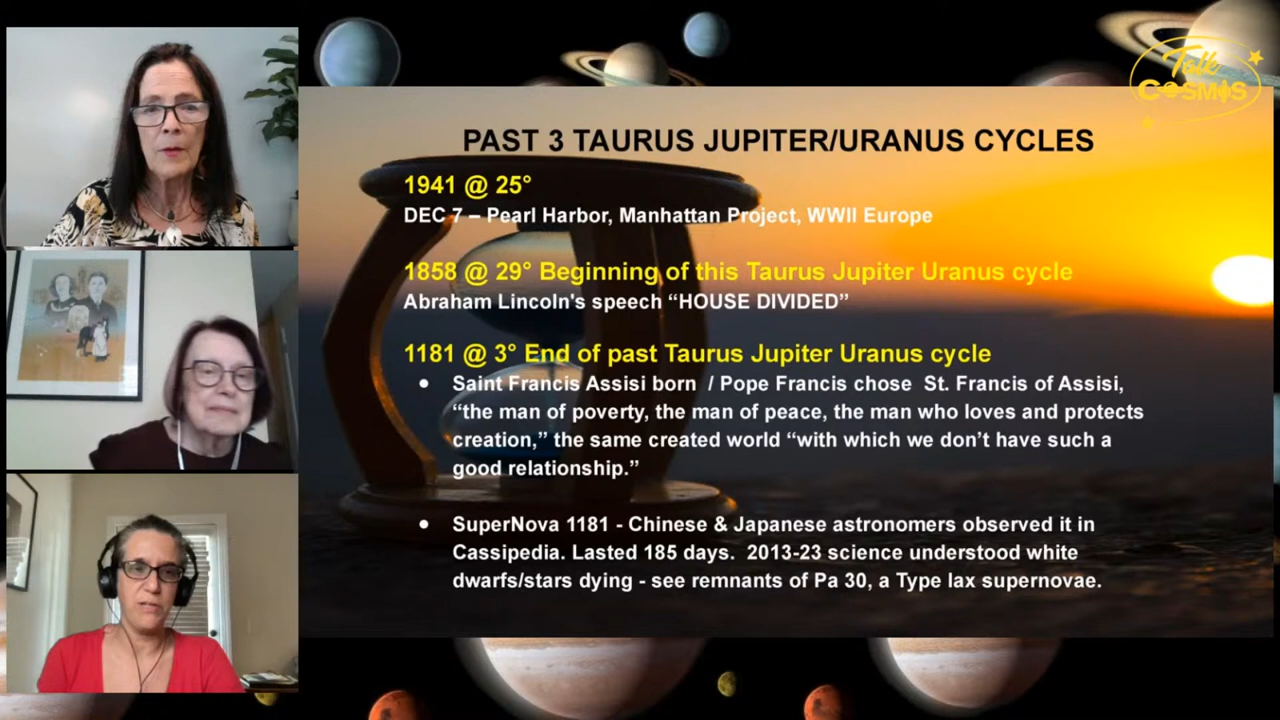 Talk
COSMOS
PAST 3 TAURUS JUPITER/URANUS CYCLES
1941 @ 25°
DEC 7 – Pearl Harbor, Manhattan Project, WWII Europe
1858 @ 29° Beginning of this Taurus Jupiter Uranus cycle
Abraham Lincoln's speech “HOUSE DIVIDED”
1181 @ 3° End of past Taurus Jupiter Uranus cycle
• Saint Francis Assisi born / Pope Francis chose St. Francis of Assisi,
“the man of poverty, the man of peace, the man who loves and protects
creation,” the same created world “with which we don’t have such a
good relationship.”
• SuperNova 1181 - Chinese & Japanese astronomers observed it in
Cassipedia. Lasted 185 days. 2013-23 science understood white
dwarfs/stars dying - see remnants of Pa 30, a Type Iax supernovae.